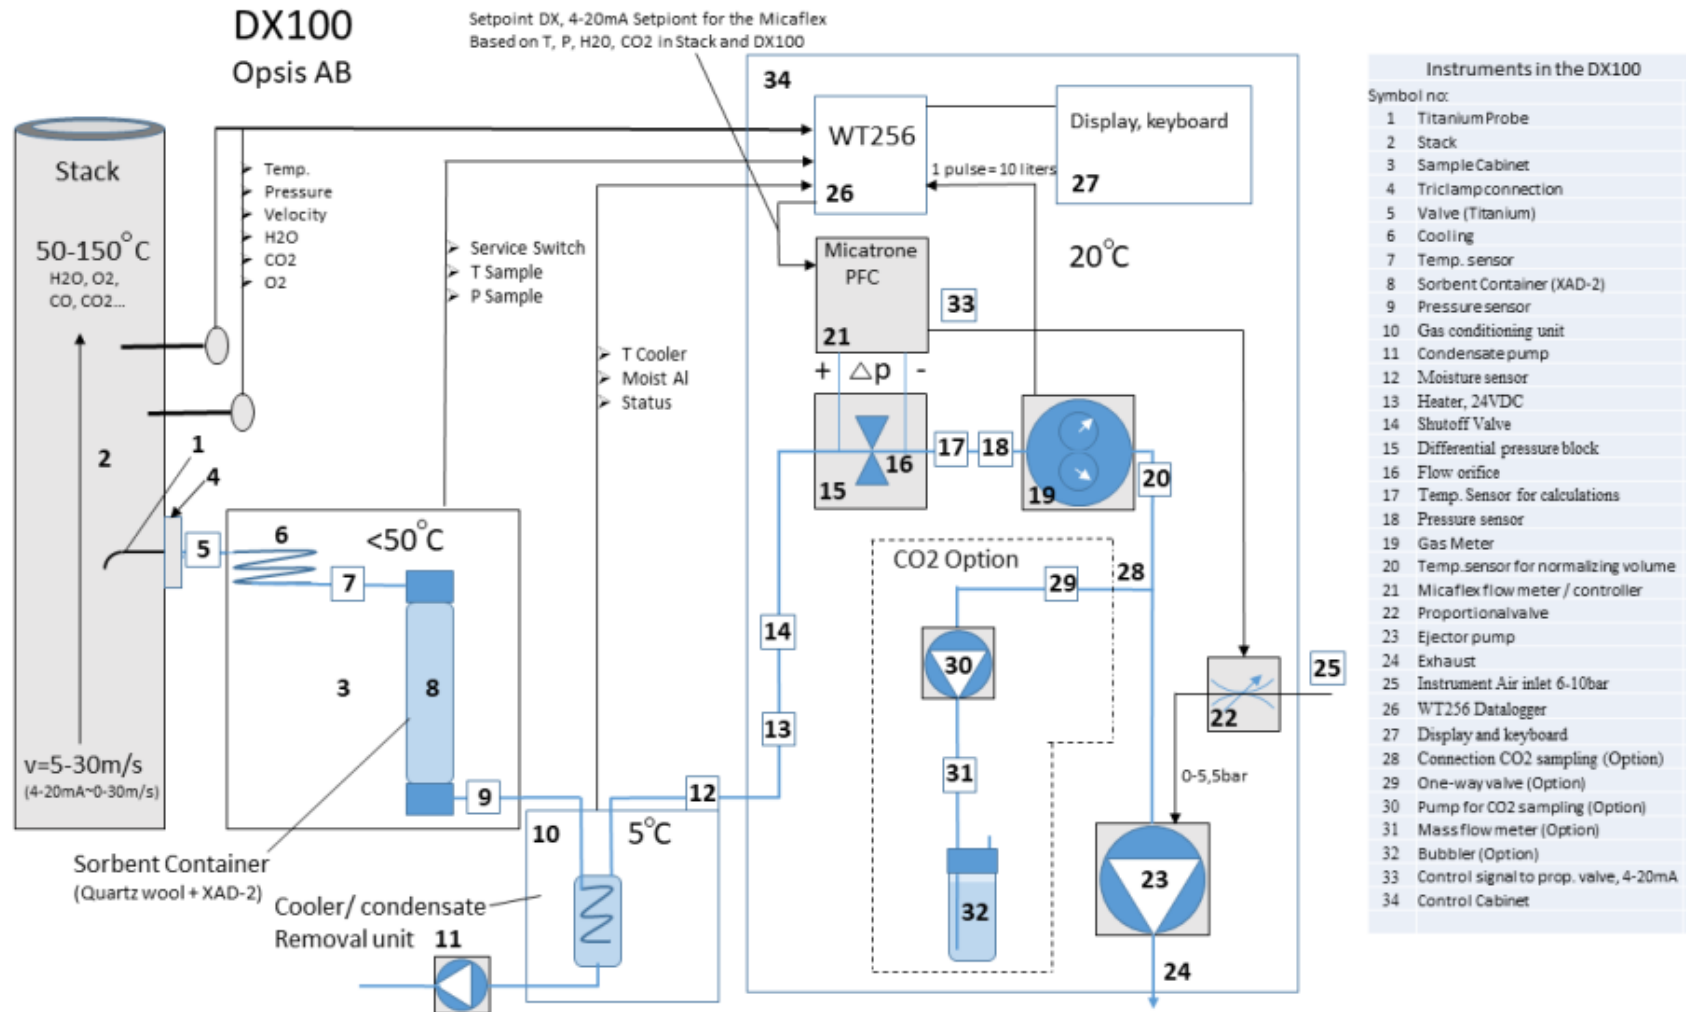 DX100
Opsis AB
Setpoint DX, 4-20mA Setpiont for the Micaflex
Based on T, P, H20, CO2 in Stack and DX100
Stack
50-150°C
H2O, O2,
CO, CO2...
2
v=5-30m/s
(4-20mA~0-30m/s)
Temp.
Pressure
Velocity
H2O
CO2
O2
Service Switch
T Sample
P Sample
T Cooler
Moist Al
Status
1
4
5
6
<50°C
7
3
8
9
Sorbent Container
(Quartz wool + XAD-2)
Cooler/ condensate
Removal unit
11
10
5°C
12
34
WT256
26
Display, keyboard
27
1 pulse = 10 liters
Micatrone
PFC
21
20°C
33
+ △p -
15
16
17
18
19
20
14
13
CO2 Option
28
29
30
31
32
22
25
0-5,5bar
23
24
Instruments in the DX100
Symbol no:
1 Titanium Probe
2 Stack
3 Sample Cabinet
4 Triclamp connection
5 Valve (Titanium)
6 Cooling
7 Temp. sensor
8 Sorbent Container (XAD-2)
9 Pressure sensor
10 Gas conditioning unit
11 Condensate pump
12 Moisture sensor
13 Heater, 24VDC
14 Shutoff Valve
15 Differential pressure block
16 Flow orifice
17 Temp. Sensor for calculations
18 Pressure sensor
19 Gas Meter
20 Temp.sensor for normalizing volume
21 Micaflex flow meter / controller
22 Proportionalvalve
23 Ejector pump
24 Exhaust
25 Instrument Air inlet 6-10bar
26 WT256 Datalogger
27 Display and keyboard
28 Connection CO2 sampling (Option)
29 One-way valve (Option)
30 Pump for CO2 sampling (Option)
31 Mass flow meter (Option)
32 Bubbler (Option)
33 Control signal to prop. valve, 4-20mA
34 Control Cabinet